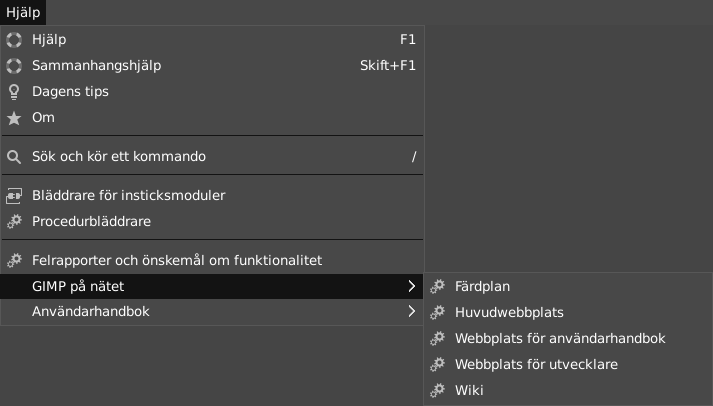 Hjälp
Hjälp F1
Sammanhangshjälp Skift+F1
Dagens tips
Om
Sök och kör ett kommando /
Bläddrare för insticksmoduler
Procedurbläddrare
Felrapporter och önskemål om funktionalitet
GIMP på nätet
Användarhandbok
Färdplan
Huvudwebbplats
Webbplats för användarhandbok
Webbplats för utvecklare
Wiki